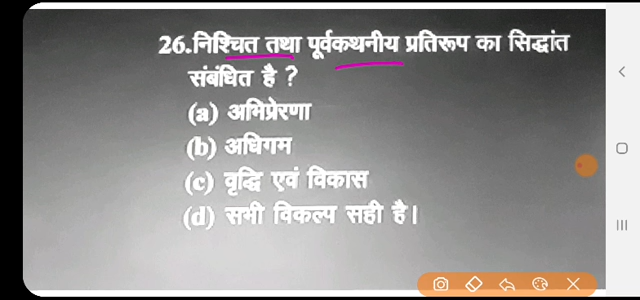 26.निश्चित तथा पूर्वकथनीय प्रतिरूप का सिद्धांत
संबंधित है ?
(a) अभिप्रेरणा
(b) अधिगम
(c) वृद्धि एवं विकास
(d) सभी विकल्प सही है।